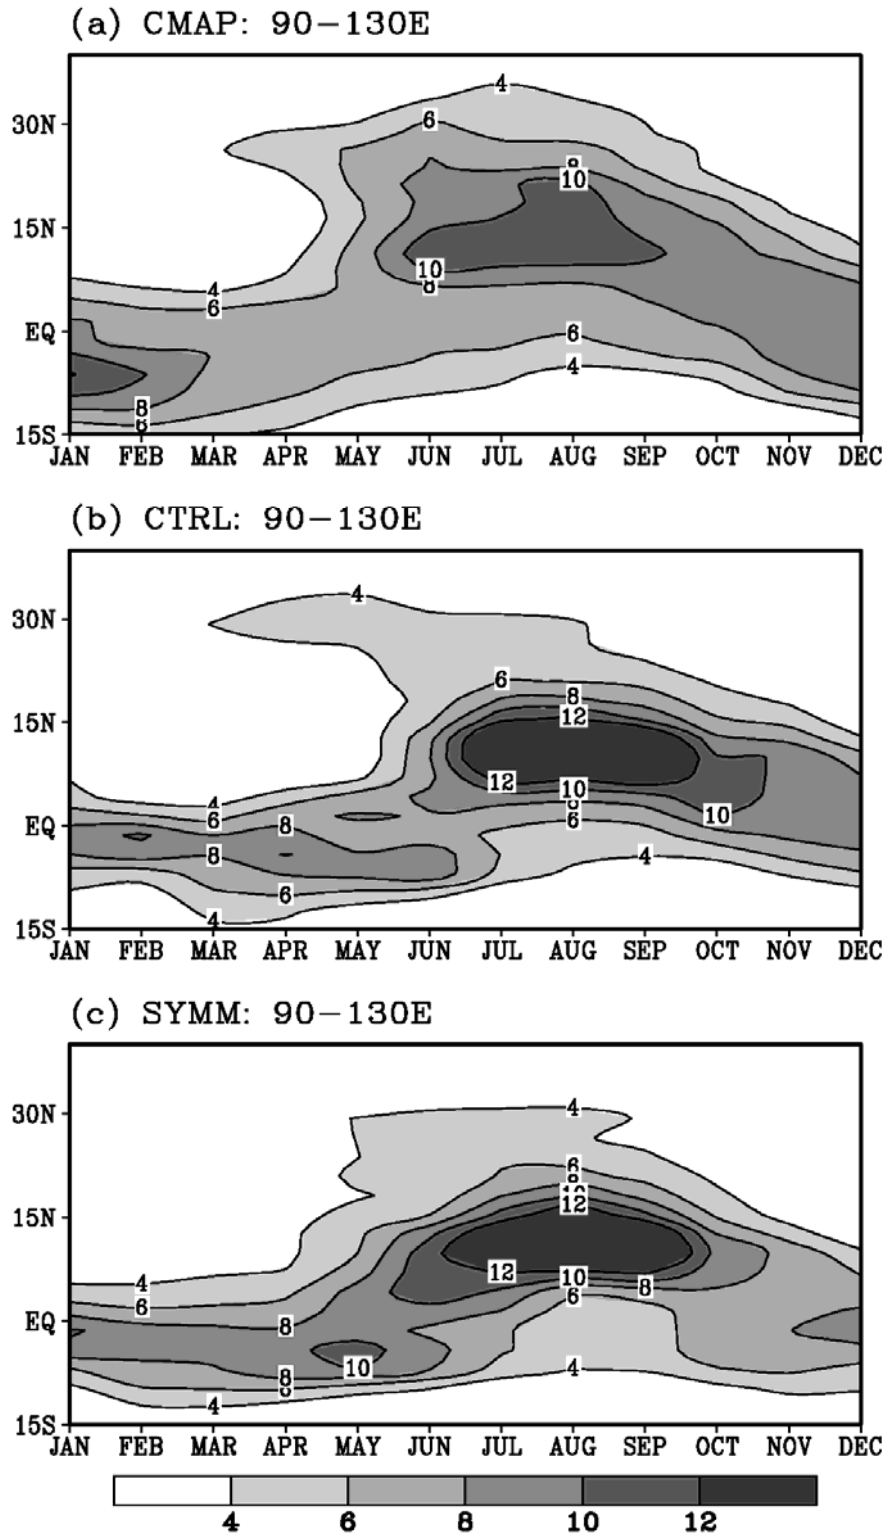 (a) CMAP: 90−130E
4
30N
6
8
10
15N
10
4
8
6
EQ
6
4
8
6
15S
JAN FEB MAR APR MAY JUN JUL AUG SEP OCT NOV DEC
(b) CTRL: 90−130E
4
30N
6
8
15N
12
12
10
4
8
10
6
6
EQ
8
8
4
6
4
15S
JAN FEB MAR APR MAY JUN JUL AUG SEP OCT NOV DEC
(c) SYMM: 90−130E
30N
4
6
8
10
15N
12
12
10
4
8
6
6
EQ
8
10
4
8
6
4
15S
JAN FEB MAR APR MAY JUN JUL AUG SEP OCT NOV DEC
4 6 8 10 12